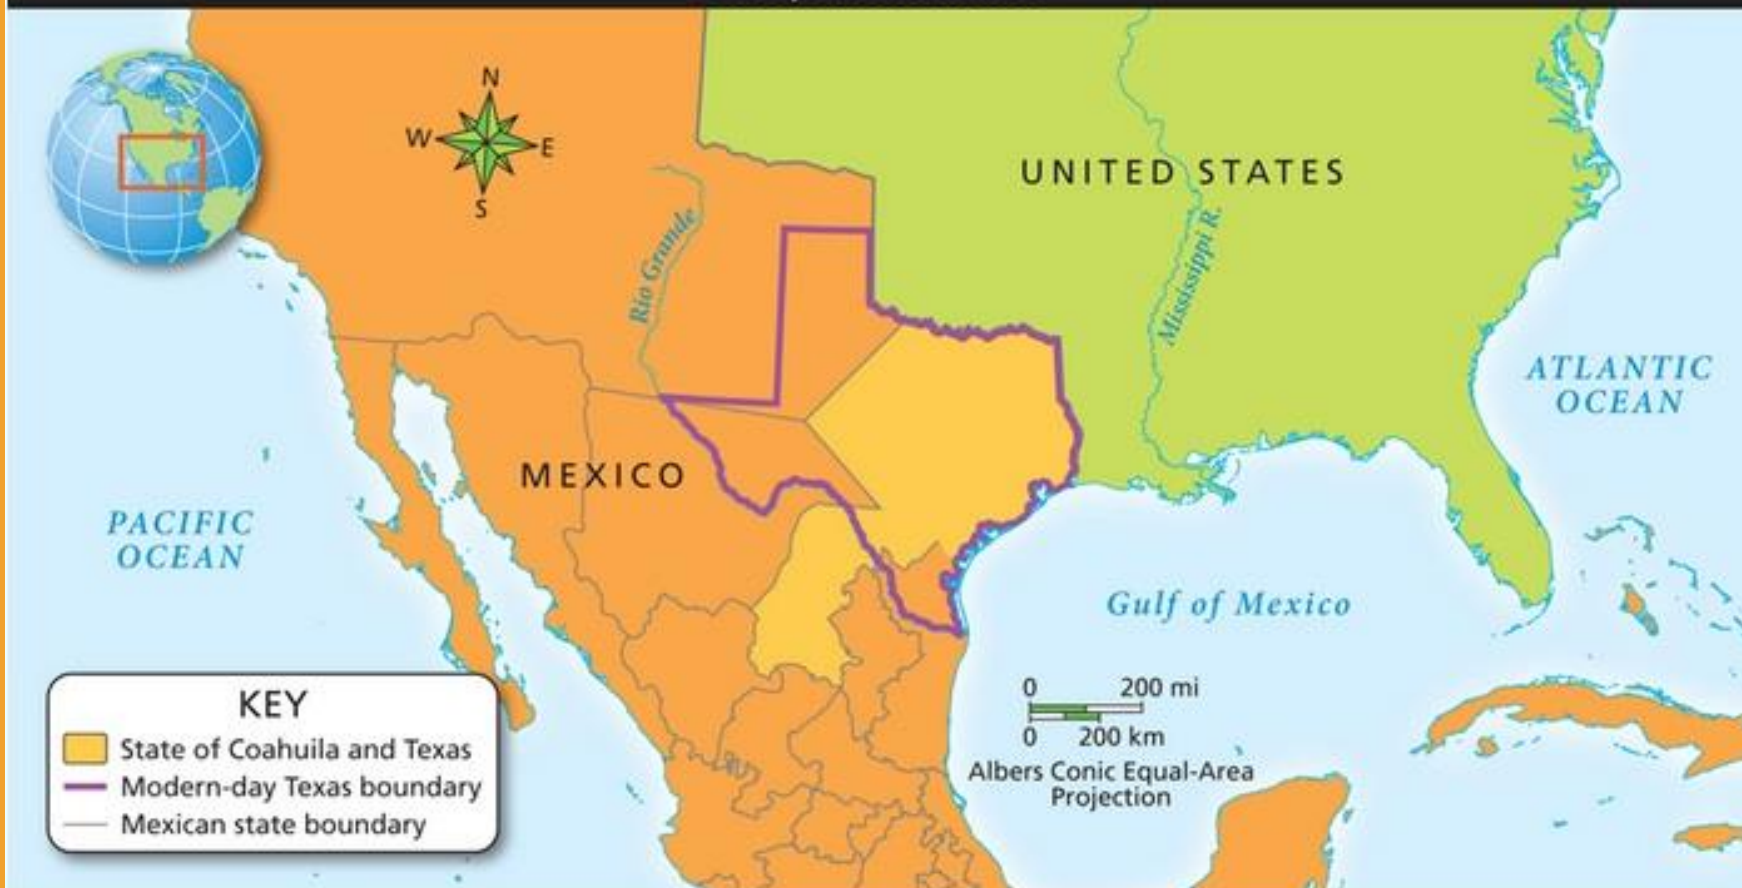 N
W
E
S
UNITED STATES
Rio Grande
Mississippi R.
ATLANTIC
OCEAN
MEXICO
PACIFIC
OCEAN
Gulf of Mexico
KEY
State of Coahuila and Texas
Modern-day Texas boundary
Mexican state boundary
0 200 mi
0 200 km
Albers Conic Equal-Area
Projection